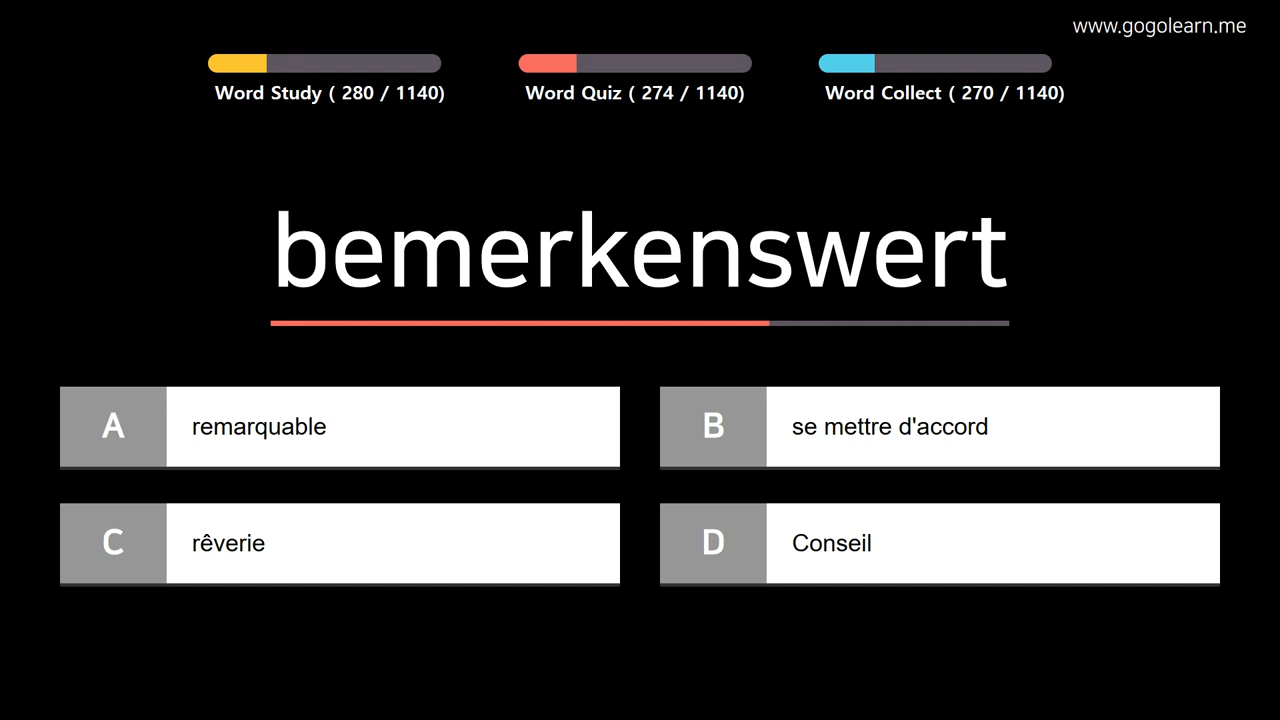 www.gogolearn.me
Word Study ( 280 / 1140)
Word Quiz ( 274 / 1140)
Word Collect ( 270 / 1140)
bemerkenswert
A
remarquable
B
se mettre d'accord
C
rêverie
D
Conseil